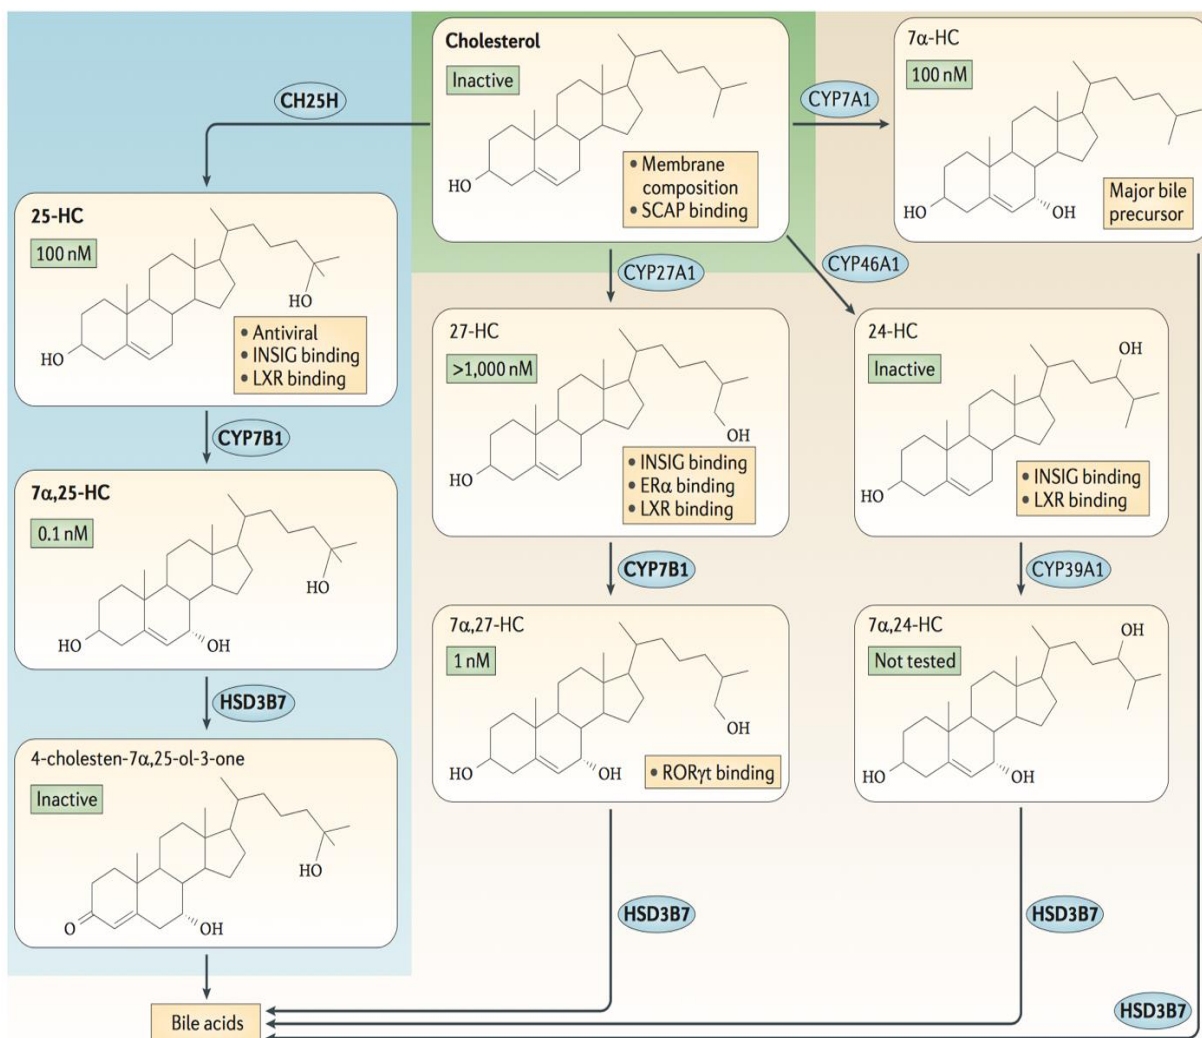 Cholesterol
Inactive
• Membrane
composition
• SCAP binding
HO
CH25H
CYP7A1
7α-HC
100 nM
HO
OH
Major bile
precursor
25-HC
100 nM
HO
HO
• Antiviral
• INSIG binding
• LXR binding
CYP27A1
CYP46A1
27-HC
>1,000 nM
OH
HO
• INSIG binding
• ERα binding
• LXR binding
24-HC
Inactive
OH
HO
• INSIG binding
• LXR binding
CYP7B1
7α,25-HC
0.1 nM
HO
HO
OH
CYP7B1
CYP39A1
7α,27-HC
1 nM
OH
HO
OH
• RORγt binding
7α,24-HC
Not tested
OH
HO
OH
HSD3B7
4-cholesten-7α,25-ol-3-one
Inactive
HO
O
OH
HSD3B7
HSD3B7
HSD3B7
Bile acids